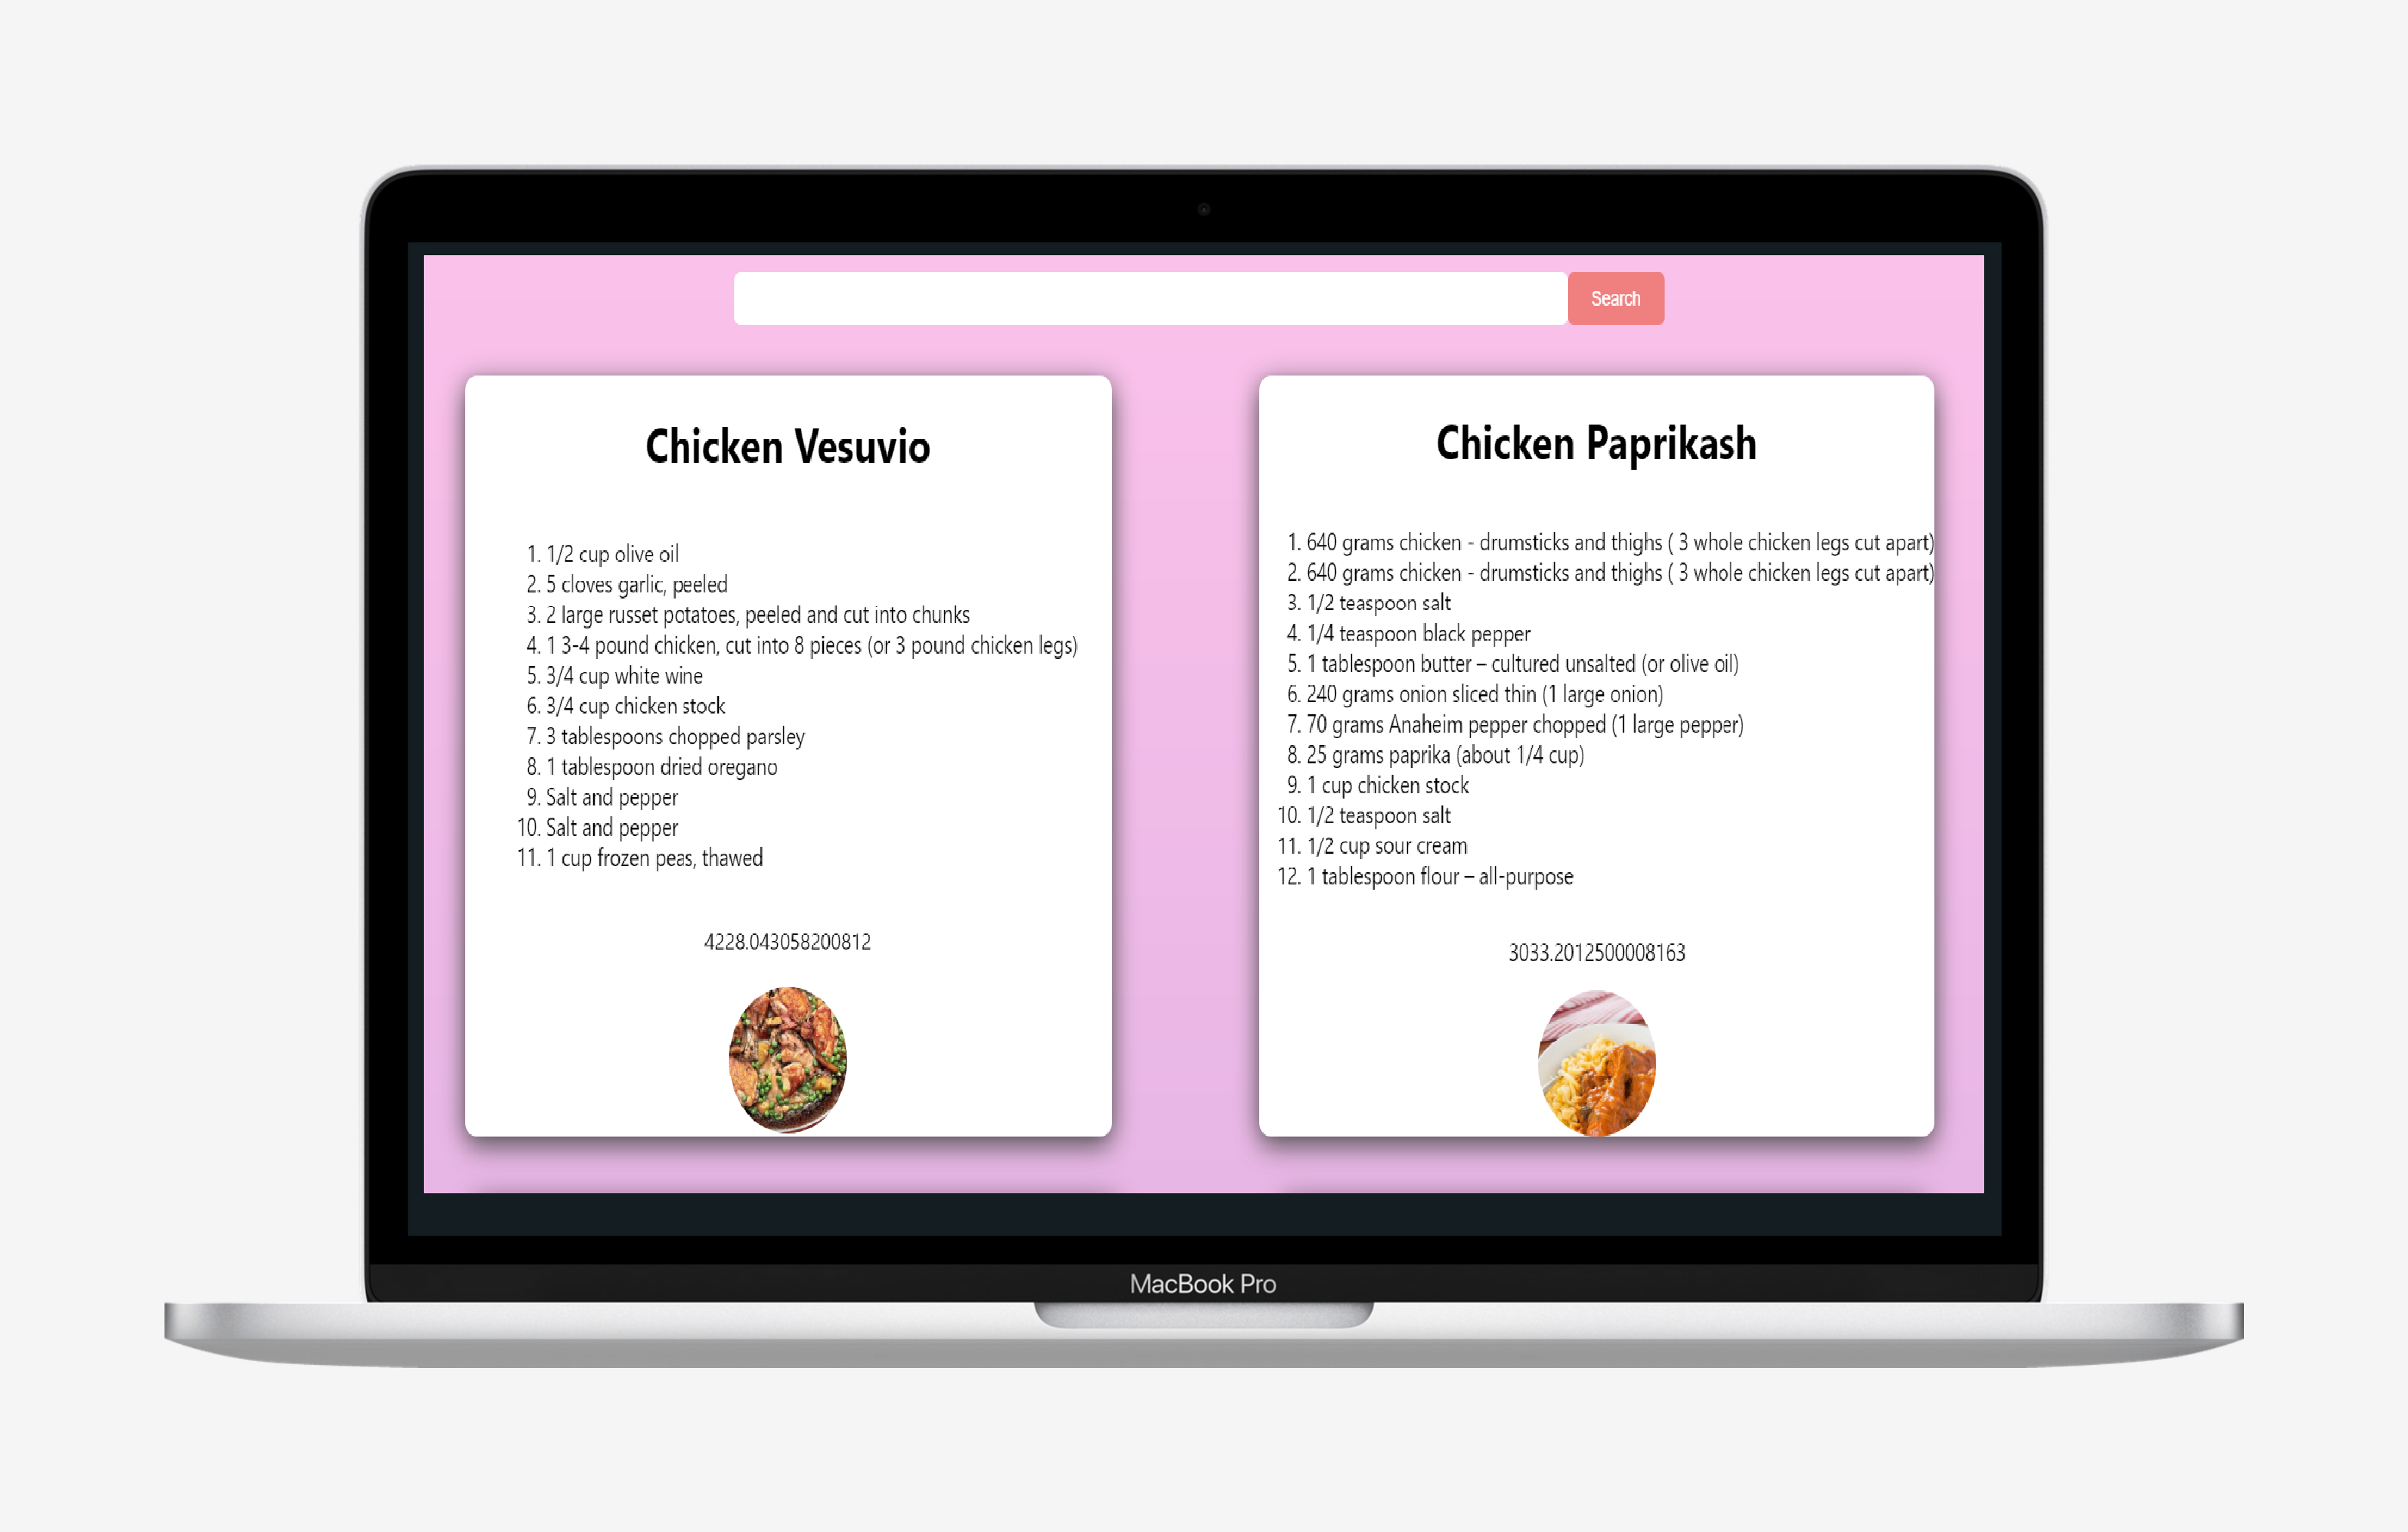 Search
Chicken Vesuvio
1. 1/2 cup olive oil
2. 5 cloves garlic, peeled
3. 2 large russet potatoes, peeled and cut into chunks
4. 1 3-4 pound chicken, cut into 8 pieces (or 3 pound chicken legs)
5. 3/4 cup white wine
6. 3/4 cup chicken stock
7. 3 tablespoons chopped parsley
8. 1 tablespoon dried oregano
9. Salt and pepper
10. Salt and pepper
11. 1 cup frozen peas, thawed
4228.043058200812
Chicken Paprikash
1. 640 grams chicken - drumsticks and thighs ( 3 whole chicken legs cut apart)
2. 640 grams chicken - drumsticks and thighs ( 3 whole chicken legs cut apart)
3. 1/2 teaspoon salt
4. 1/4 teaspoon black pepper
5. 1 tablespoon butter – cultured unsalted (or olive oil)
6. 240 grams onion sliced thin (1 large onion)
7. 70 grams Anaheim pepper chopped (1 large pepper)
8. 25 grams paprika (about 1/4 cup)
9. 1 cup chicken stock
10. 1/2 teaspoon salt
11. 1/2 cup sour cream
12. 1 tablespoon flour – all-purpose
3033.2012500008163
MacBook Pro